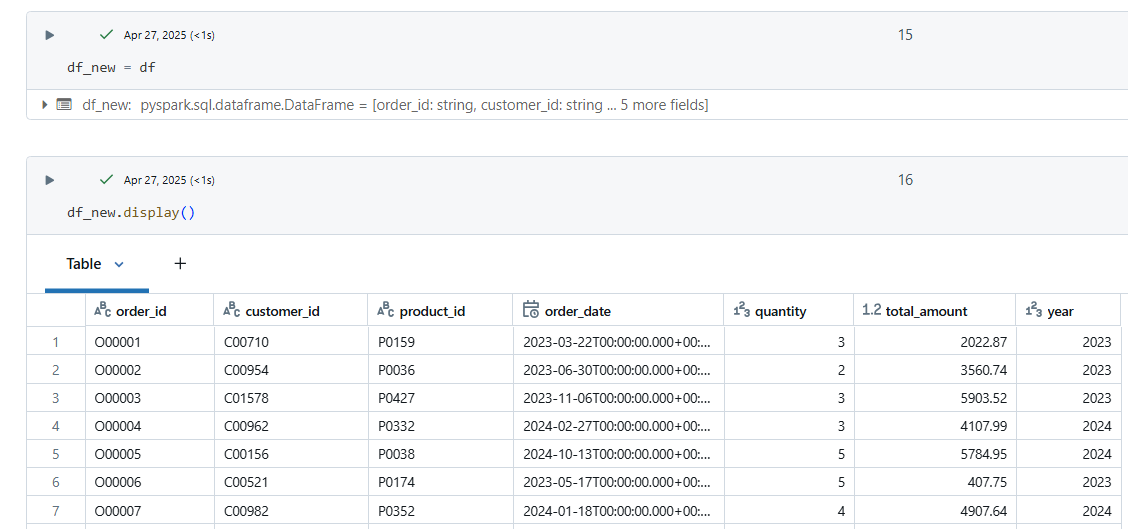 Apr 27, 2025 (<1s) 15
df_new = df
df_new: pyspark.sql.dataframe.DataFrame = [order_id: string, customer_id: string ... 5 more fields]
Apr 27, 2025 (<1s) 16
df_new.display()
Table +
ABC order_id ABC customer_id ABC product_id order_date 123 quantity 1.2 total_amount 123 year
1 O00001 C00710 P0159 2023-03-22T00:00:00.000+00:... 3 2022.87 2023
2 O00002 C00954 P0036 2023-06-30T00:00:00.000+00:... 2 3560.74 2023
3 O00003 C01578 P0427 2023-11-06T00:00:00.000+00:... 3 5903.52 2023
4 O00004 C00962 P0332 2024-02-27T00:00:00.000+00:... 3 4107.99 2024
5 O00005 C00156 P0038 2024-10-13T00:00:00.000+00:... 5 5784.95 2024
6 O00006 C00521 P0174 2023-05-17T00:00:00.000+00:... 5 407.75 2023
7 O00007 C00982 P0352 2024-01-18T00:00:00.000+00:... 4 4907.64 2024